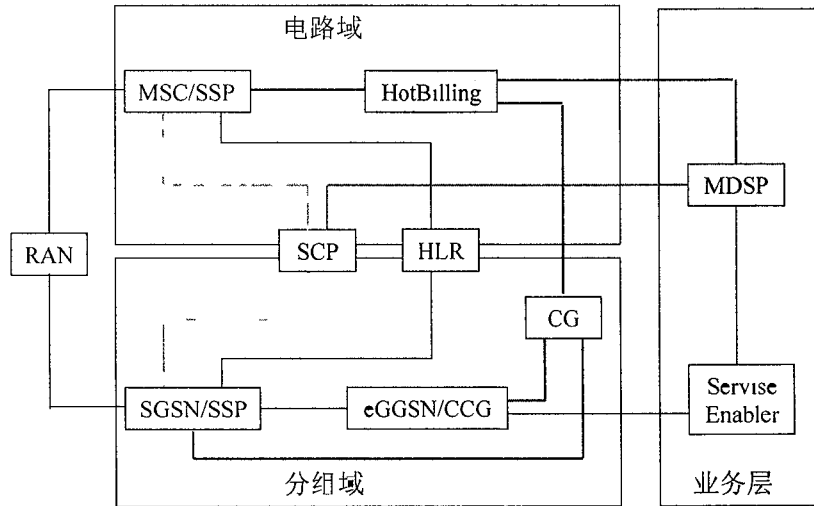 电路域
MSC/SSP
HotBilling
MDSP
RAN
SCP
HLR
CG
SGSN/SSP
eGGSN/CCG
Servise
Enabler
分组域
业务层